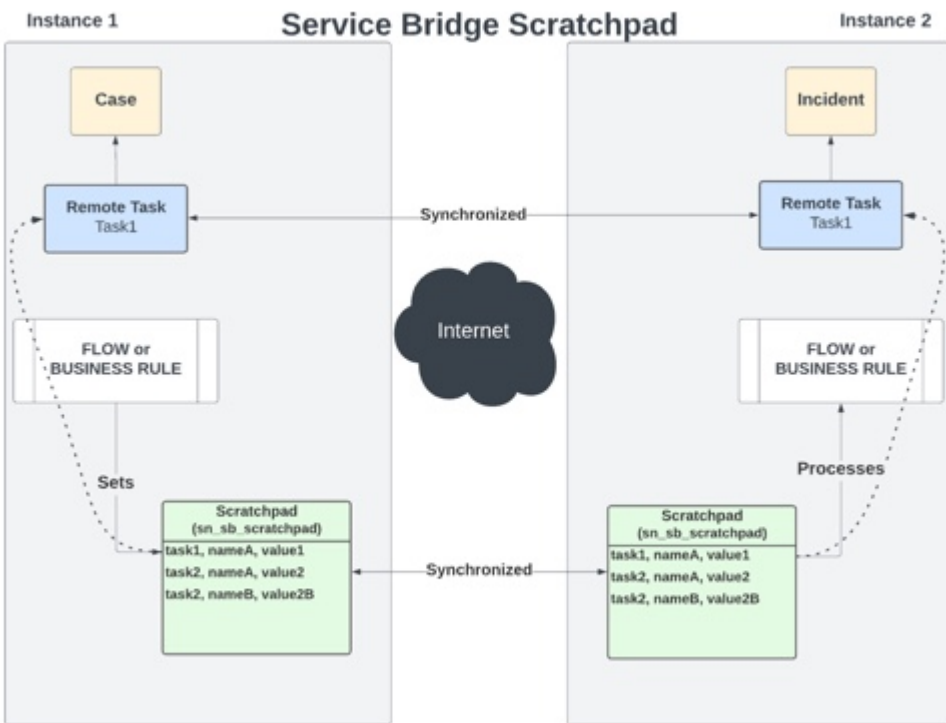 Instance 1
Service Bridge Scratchpad
Instance 2
Case
Incident
Remote Task
Task1
Synchronized
Remote Task
Task1
Internet
FLOW or
BUSINESS RULE
FLOW or
BUSINESS RULE
Sets
Processes
Scratchpad
(sn_sb_scratchpad)
task1, nameA, value1
task2, nameA, value2
task2, nameB, value2B
Synchronized
Scratchpad
(sn_sb_scratchpad)
task1, nameA, value1
task2, nameA, value2
task2, nameB, value2B